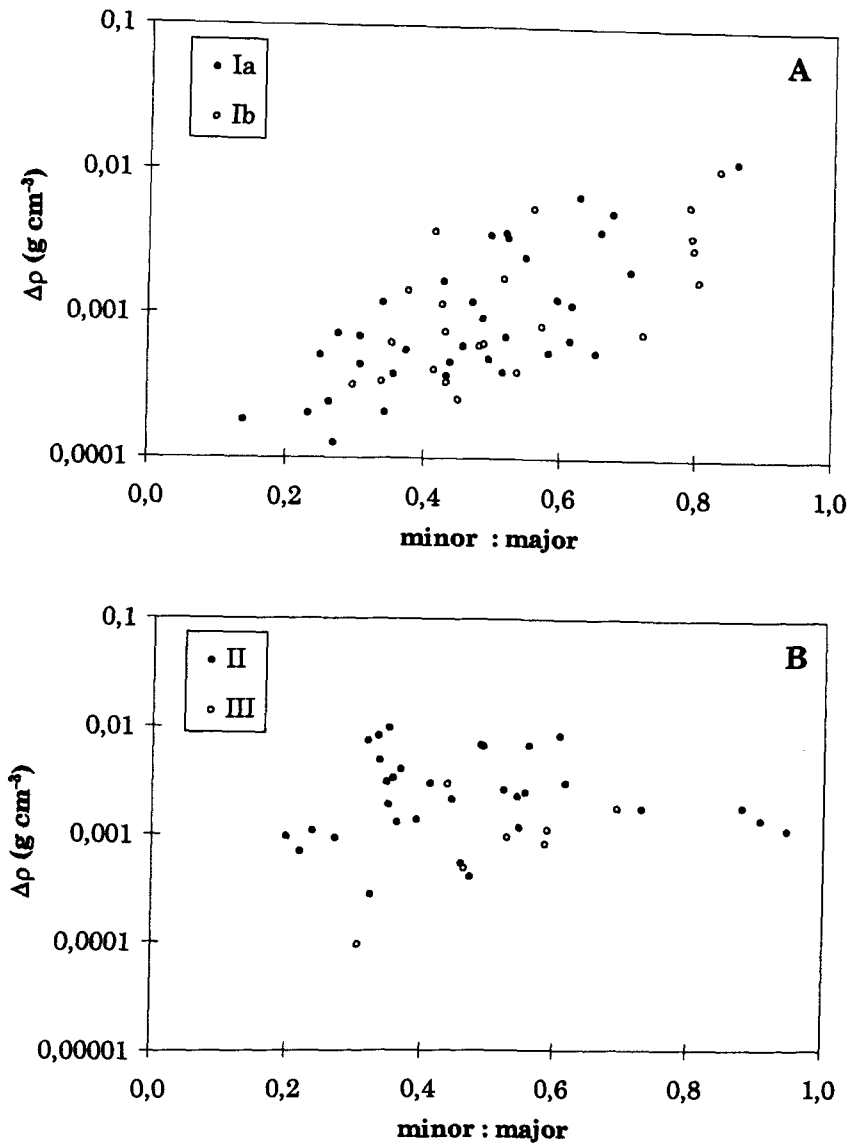 0,1
A
Ia
Ib
0,01
Δρ (g cm⁻³)
0,001
0,0001
0,0 0,2 0,4 0,6 0,8 1,0
minor : major
0,1
B
II
III
0,01
Δρ (g cm⁻³)
0,001
0,0001
0,00001
0,0 0,2 0,4 0,6 0,8 1,0
minor : major